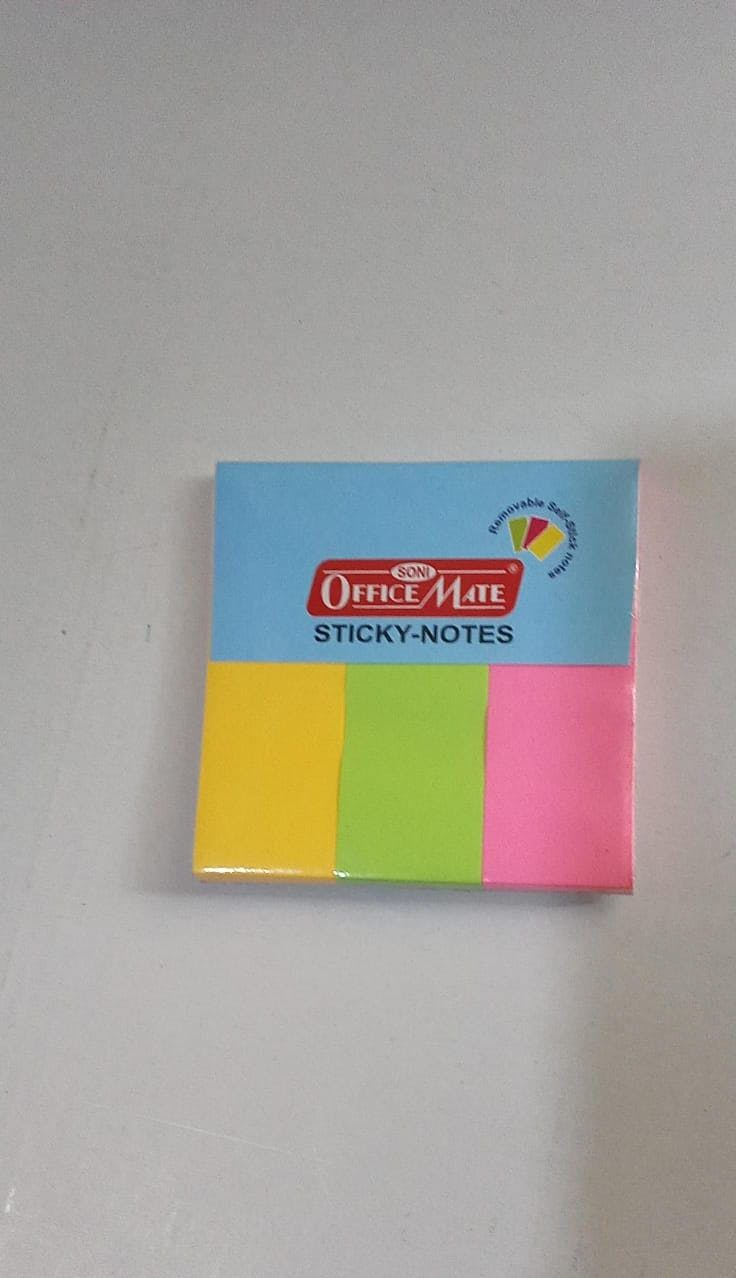 Removable Self-Stick notes
SONI
OFFICE MATE®
STICKY-NOTES